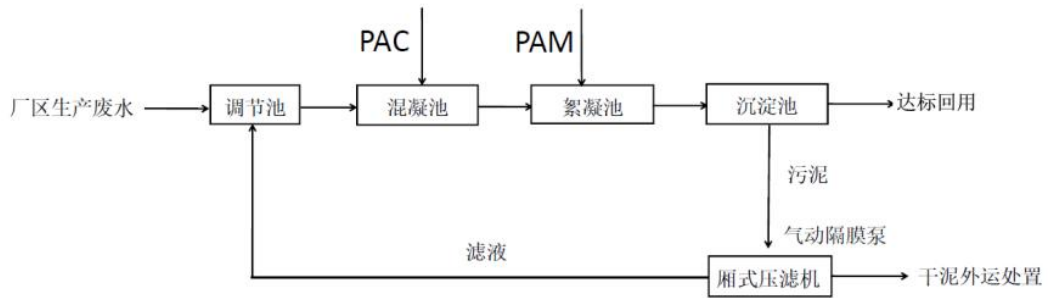 PAC
PAM
厂区生产废水
调节池
混凝池
絮凝池
沉淀池
达标回用
污泥
气动隔膜泵
滤液
厢式压滤机
干泥外运处置